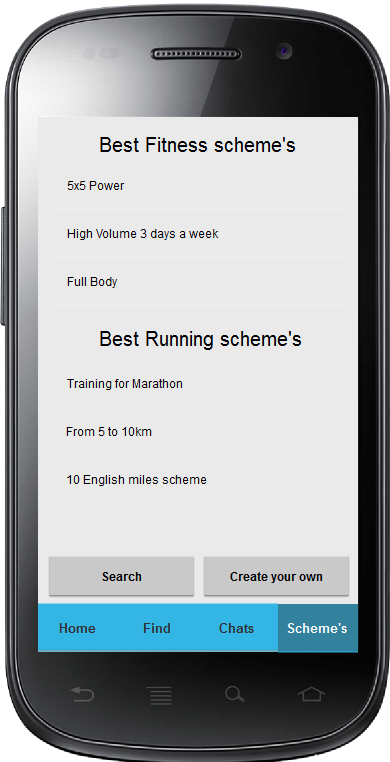 Best Fitness scheme's
5x5 Power
High Volume 3 days a week
Full Body
Best Running scheme's
Training for Marathon
From 5 to 10km
10 English miles scheme
Search Create your own
Home Find Chats Scheme's